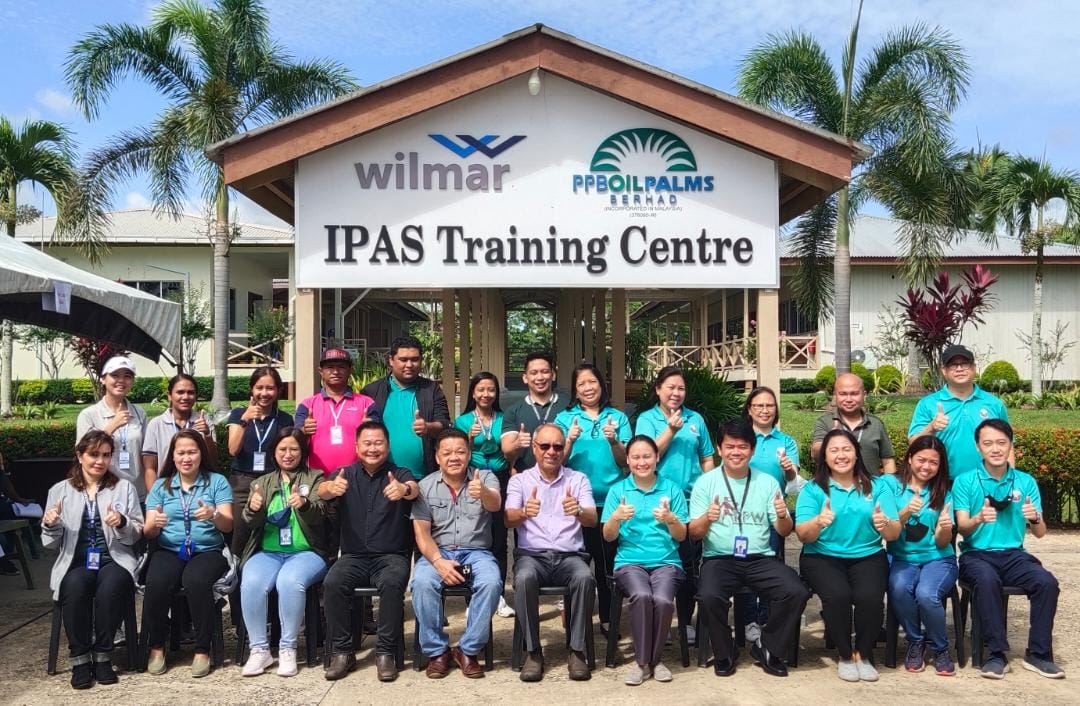 wilmar
PPBOILPALMS
BERHAD
(INCORPORATED IN MALAYSIA)
IPAS Training Centre